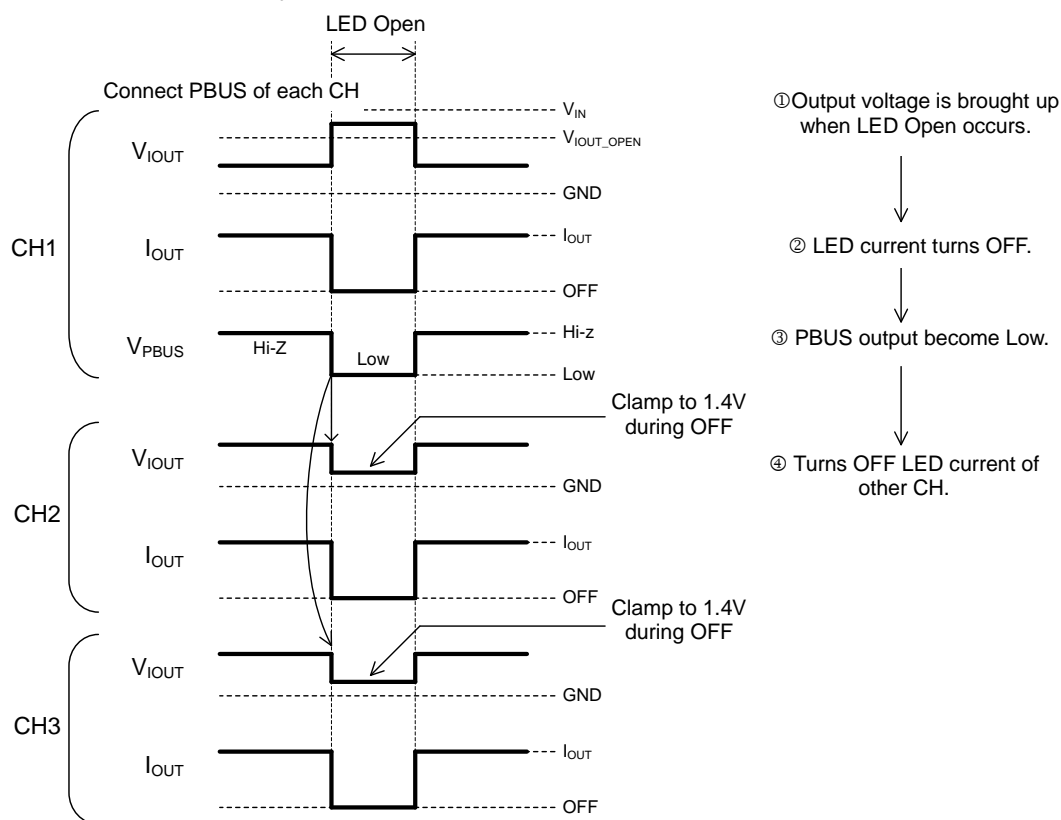 LED Open
Connect PBUS of each CH
CH1
VIOUT
VIN
VIOUT_OPEN
GND
IOUT
IOUT
OFF
VPBUS
Hi-Z
Low
Hi-z
Low
CH2
VIOUT
Clamp to 1.4V
during OFF
GND
IOUT
IOUT
OFF
CH3
VIOUT
Clamp to 1.4V
during OFF
GND
IOUT
IOUT
OFF
①Output voltage is brought up
when LED Open occurs.
② LED current turns OFF.
③ PBUS output become Low.
④ Turns OFF LED current of
other CH.